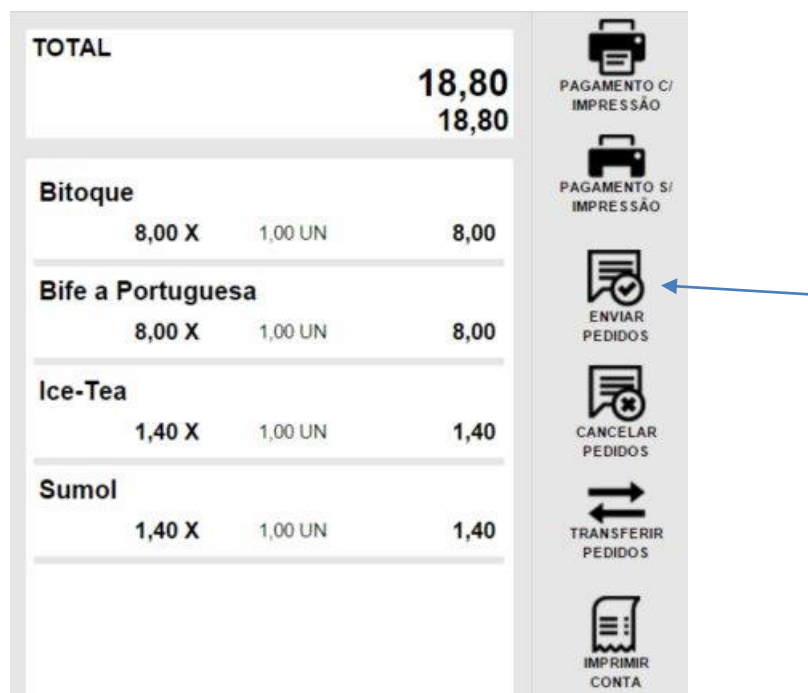 TOTAL
18,80
18,80
Bitoque
8,00 X 1,00 UN 8,00
Bife a Portuguesa
8,00 X 1,00 UN 8,00
Ice-Tea
1,40 X 1,00 UN 1,40
Sumol
1,40 X 1,00 UN 1,40
PAGAMENTO C/
IMPRESSÃO
PAGAMENTO S/
IMPRESSÃO
ENVIAR
PEDIDOS
CANCELAR
PEDIDOS
TRANSFERIR
PEDIDOS
IMPRIMIR
CONTA